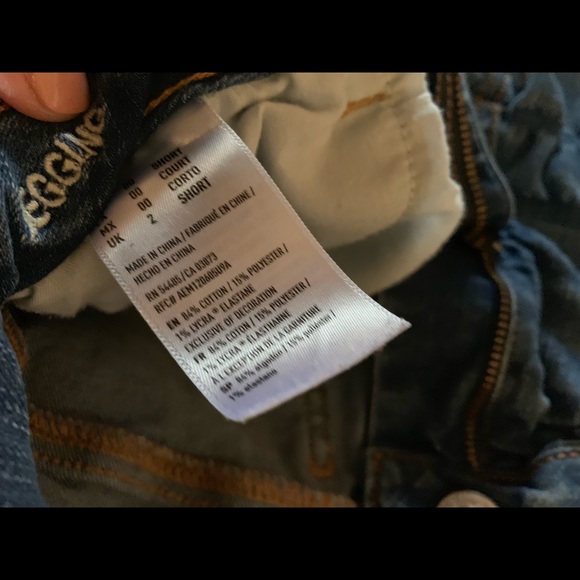 EGGING
00 SHORT
00 COURT
MX 00 CORTO
UK 2 SHORT
MADE IN CHINA / FABRIQUÉ EN CHINE /
HECHO EN CHINA
RN 54485/CA 03873
EN 84% COTTON / 15% POLYESTER /
1% LYCRA® ELASTANE
EXCLUSIVE OF DECORATION
FR 84% COTON / 15% POLYESTER /
1% LYCRA® ÉLASTHANNE
À L'EXCEPTION DE LA GARNITURE
SP 84% algodón / 15% poliéster /
1% elastano